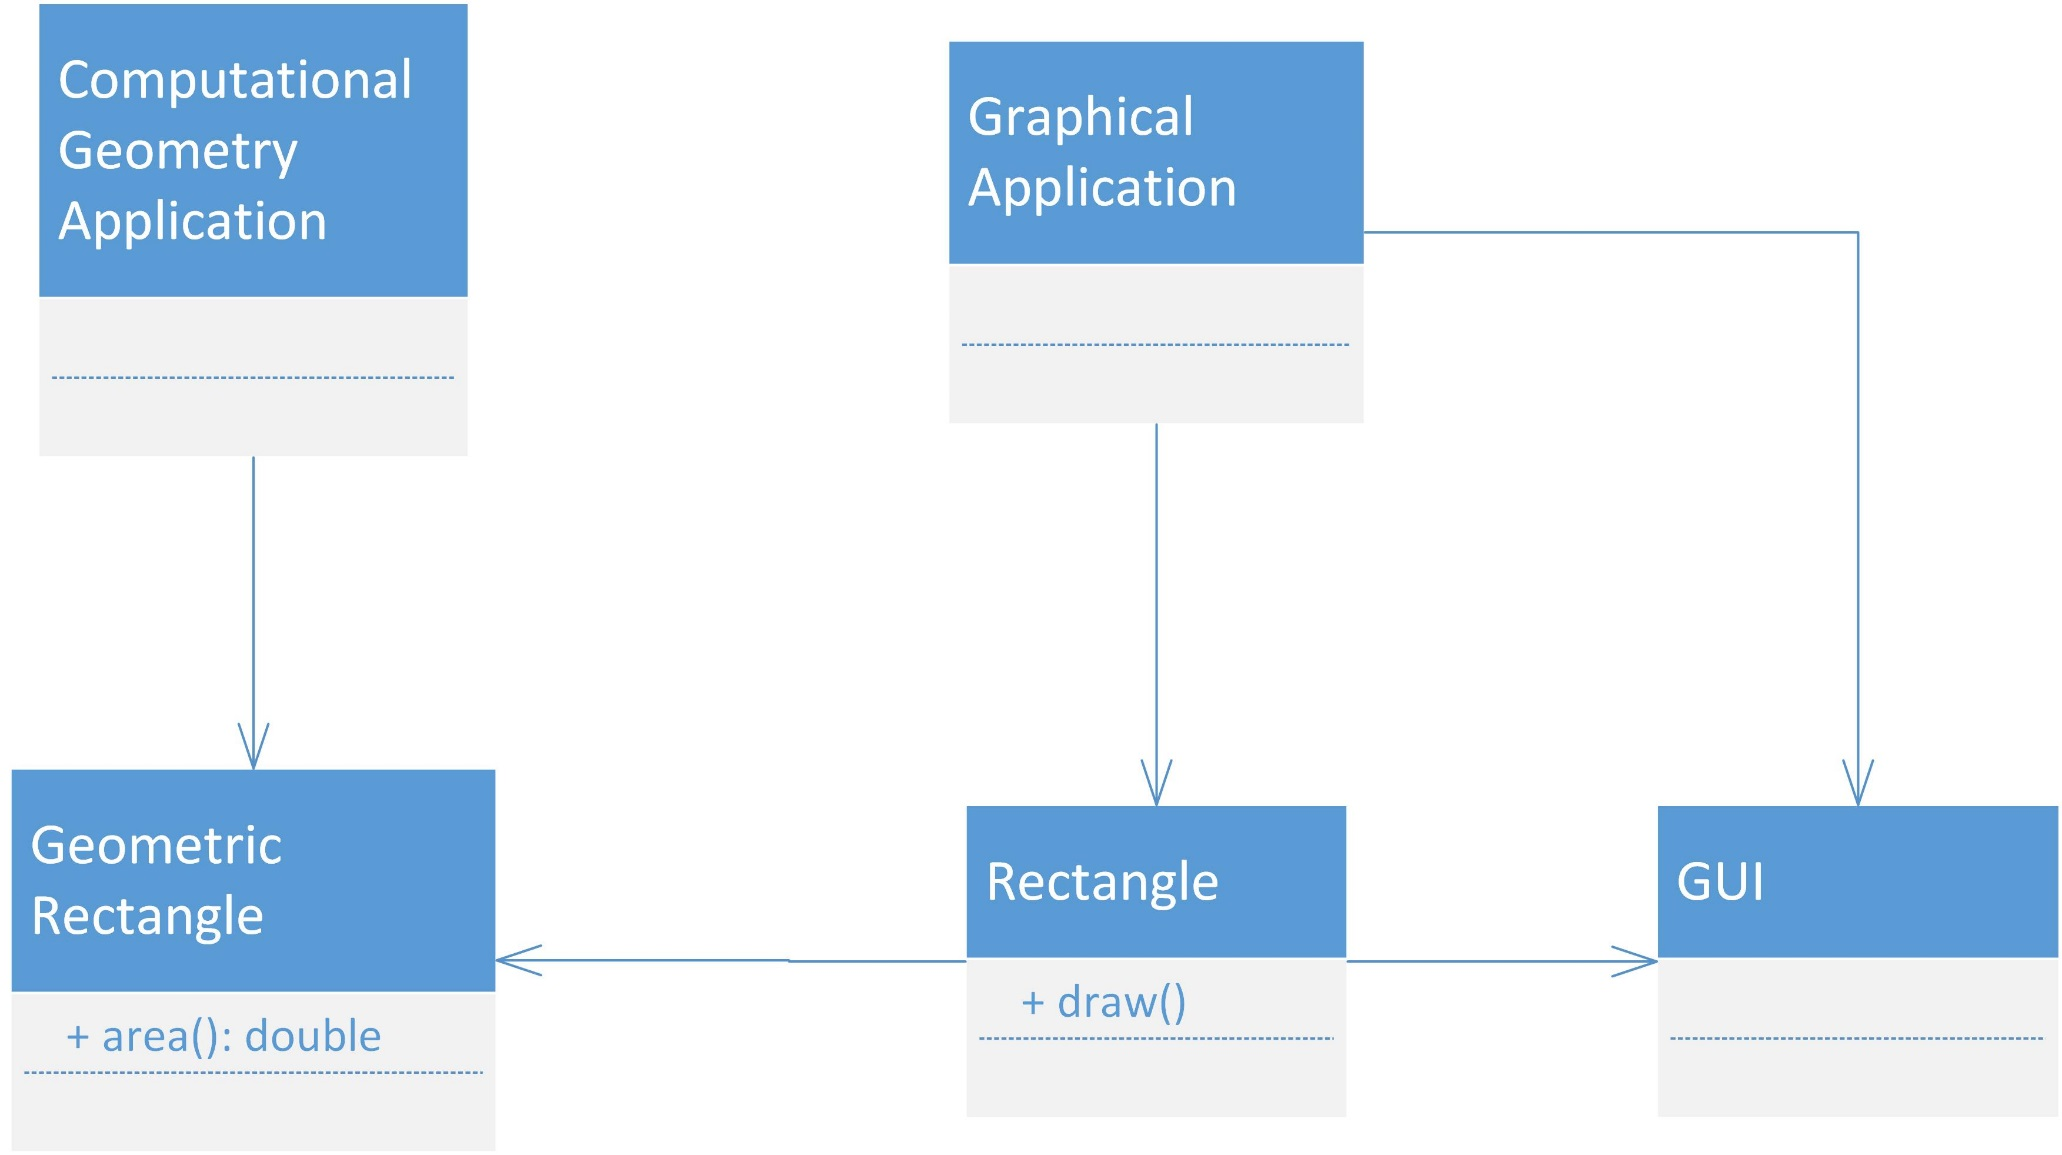 Computational
Geometry
Application
Graphical
Application
Geometric
Rectangle
+ area(): double
Rectangle
+ draw()
GUI